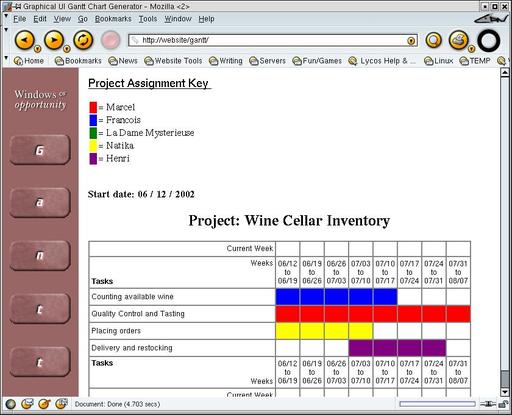 Graphical UI Gantt Chart Generator - Mozilla <2>
File Edit View Go Bookmarks Tools Window Help
http://website/gantt/
Home Bookmarks News Website Tools Writing Servers Fun/Games Lycos Help &... Linux TEMP
Windows OF
opportunity
G
a
n
t
t
Project Assignment Key
= Marcel
= Francois
= La Dame Mysterieuse
= Natika
= Henri
Start date: 06 / 12 / 2002
Project: Wine Cellar Inventory
Current Week
Weeks
Tasks
06/12 to 06/19 06/19 to 06/26 06/26 to 07/03 07/03 to 07/10 07/10 to 07/17 07/17 to 07/24 07/24 to 07/31 07/31 to 08/07
Counting available wine
Quality Control and Tasting
Placing orders
Delivery and restocking
Tasks
Weeks
06/12 to 06/19 06/19 to 06/26 06/26 to 07/03 07/03 to 07/10 07/10 to 07/17 07/17 to 07/24 07/24 to 07/31 07/31 to 08/07
Current Week
Document: Done (4.703 secs)